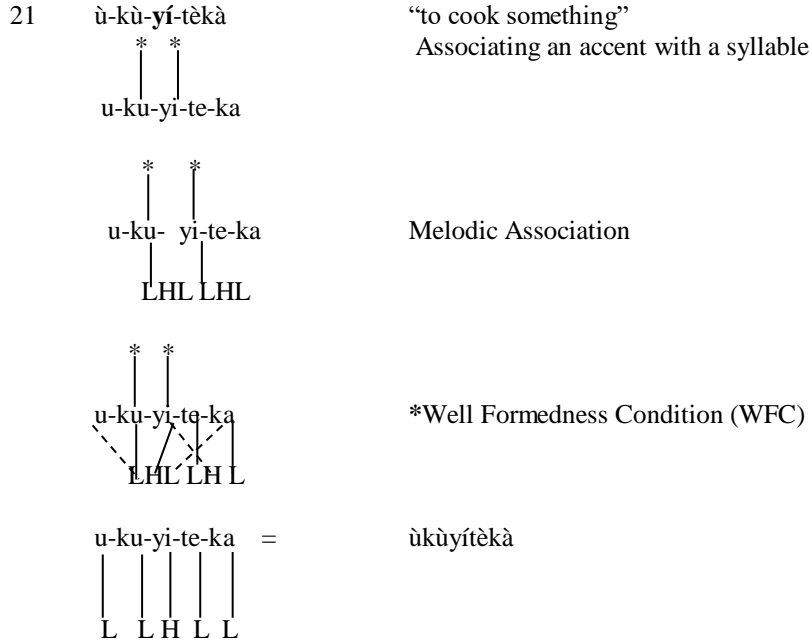 21 ù-kù-yí-tèkà “to cook something”
* * Associating an accent with a syllable
u-ku-yi-te-ka
* *
u-ku- yi-te-ka Melodic Association
LHL LHL
* *
u-ku-yi-te-ka *Well Formedness Condition (WFC)
LHL LH L
u-ku-yi-te-ka = ùkùyítèkà
L L H L L